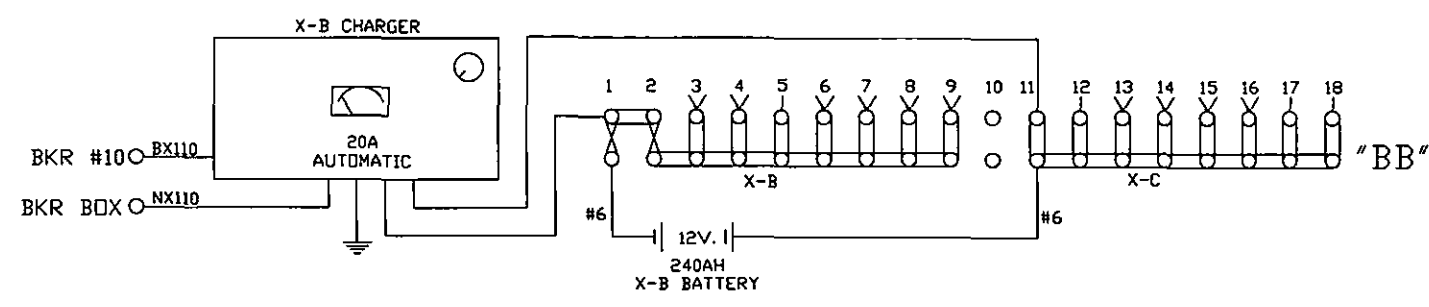 X-B CHARGER
1 2 3 4 5 6 7 8 9 10 11 12 13 14 15 16 17 18
20A
AUTOMATIC
BKR #10 BX110
"BB"
X-B X-C
BKR BOX NX110
#6 #6
12V.
240AH
X-B BATTERY